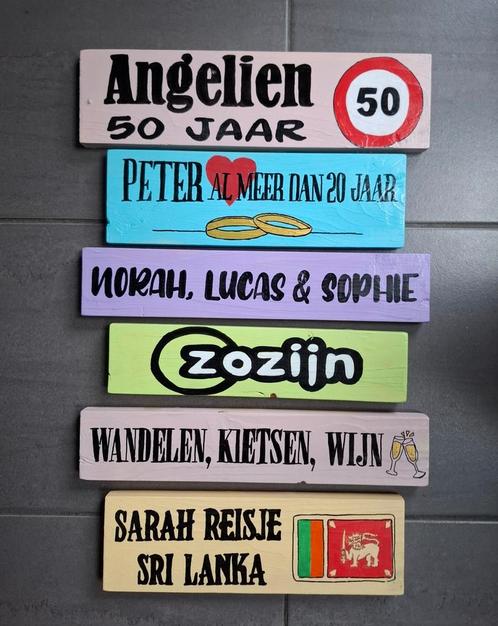 Angelien
50 JAAR
50
PETER AL MEER DAN 20 JAAR
NORAH, LUCAS & SOPHIE
zozijn
WANDELEN, KIETSEN, WIJN
SARAH REISJE
SRI LANKA